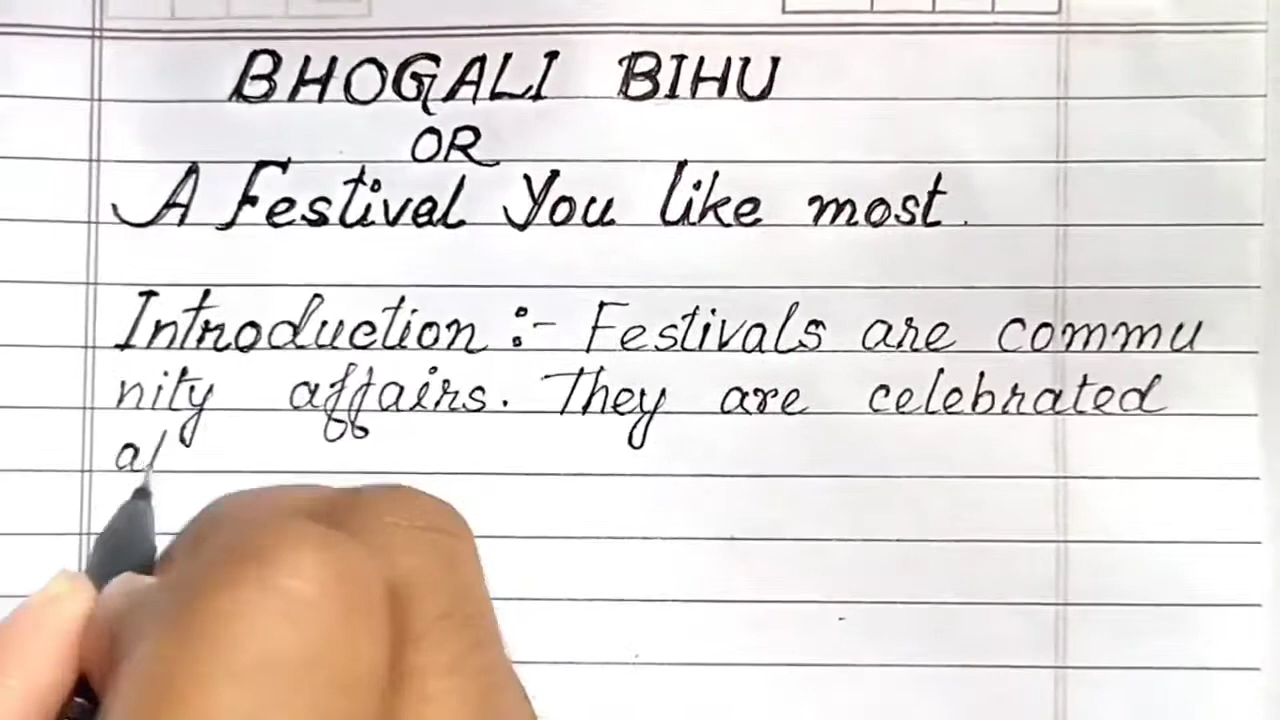 BHOGALI BIHU
OR
A Festival You like most.
Introduction :- Festivals are commu
nity affairs. They are celebrated